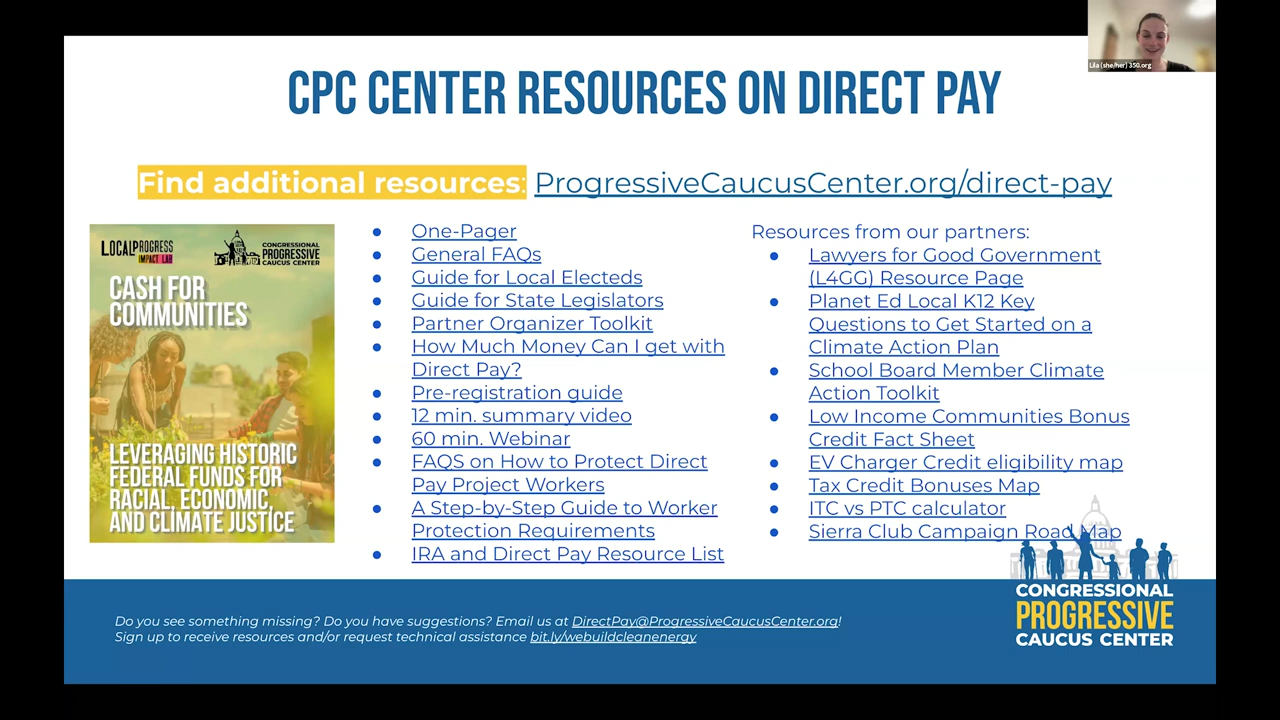 Lila (she/her) 350.org
CPC CENTER RESOURCES ON DIRECT PAY
Find additional resources: ProgressiveCaucusCenter.org/direct-pay
LOCALPROGRESS
IMPACT LAB
CONGRESSIONAL
PROGRESSIVE
CAUCUS CENTER
CASH FOR
COMMUNITIES
LEVERAGING HISTORIC
FEDERAL FUNDS FOR
RACIAL, ECONOMIC,
AND CLIMATE JUSTICE
● One-Pager
● General FAQs
● Guide for Local Electeds
● Guide for State Legislators
● Partner Organizer Toolkit
● How Much Money Can I get with
Direct Pay?
● Pre-registration guide
● 12 min. summary video
● 60 min. Webinar
● FAQS on How to Protect Direct
Pay Project Workers
● A Step-by-Step Guide to Worker
Protection Requirements
● IRA and Direct Pay Resource List
Resources from our partners:
● Lawyers for Good Government
(L4GG) Resource Page
● Planet Ed Local K12 Key
Questions to Get Started on a
Climate Action Plan
● School Board Member Climate
Action Toolkit
● Low Income Communities Bonus
Credit Fact Sheet
● EV Charger Credit eligibility map
● Tax Credit Bonuses Map
● ITC vs PTC calculator
● Sierra Club Campaign Road Map
Do you see something missing? Do you have suggestions? Email us at DirectPay@ProgressiveCaucusCenter.org!
Sign up to receive resources and/or request technical assistance bit.ly/webuildcleanenergy
CONGRESSIONAL
PROGRESSIVE
CAUCUS CENTER